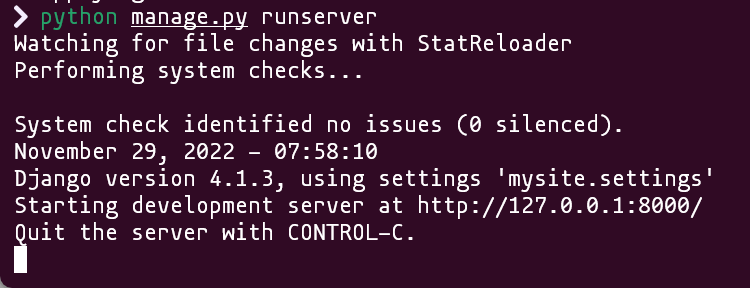 ❯ python manage.py runserver
Watching for file changes with StatReloader
Performing system checks...
System check identified no issues (0 silenced).
November 29, 2022 - 07:58:10
Django version 4.1.3, using settings 'mysite.settings'
Starting development server at http://127.0.0.1:8000/
Quit the server with CONTROL-C.